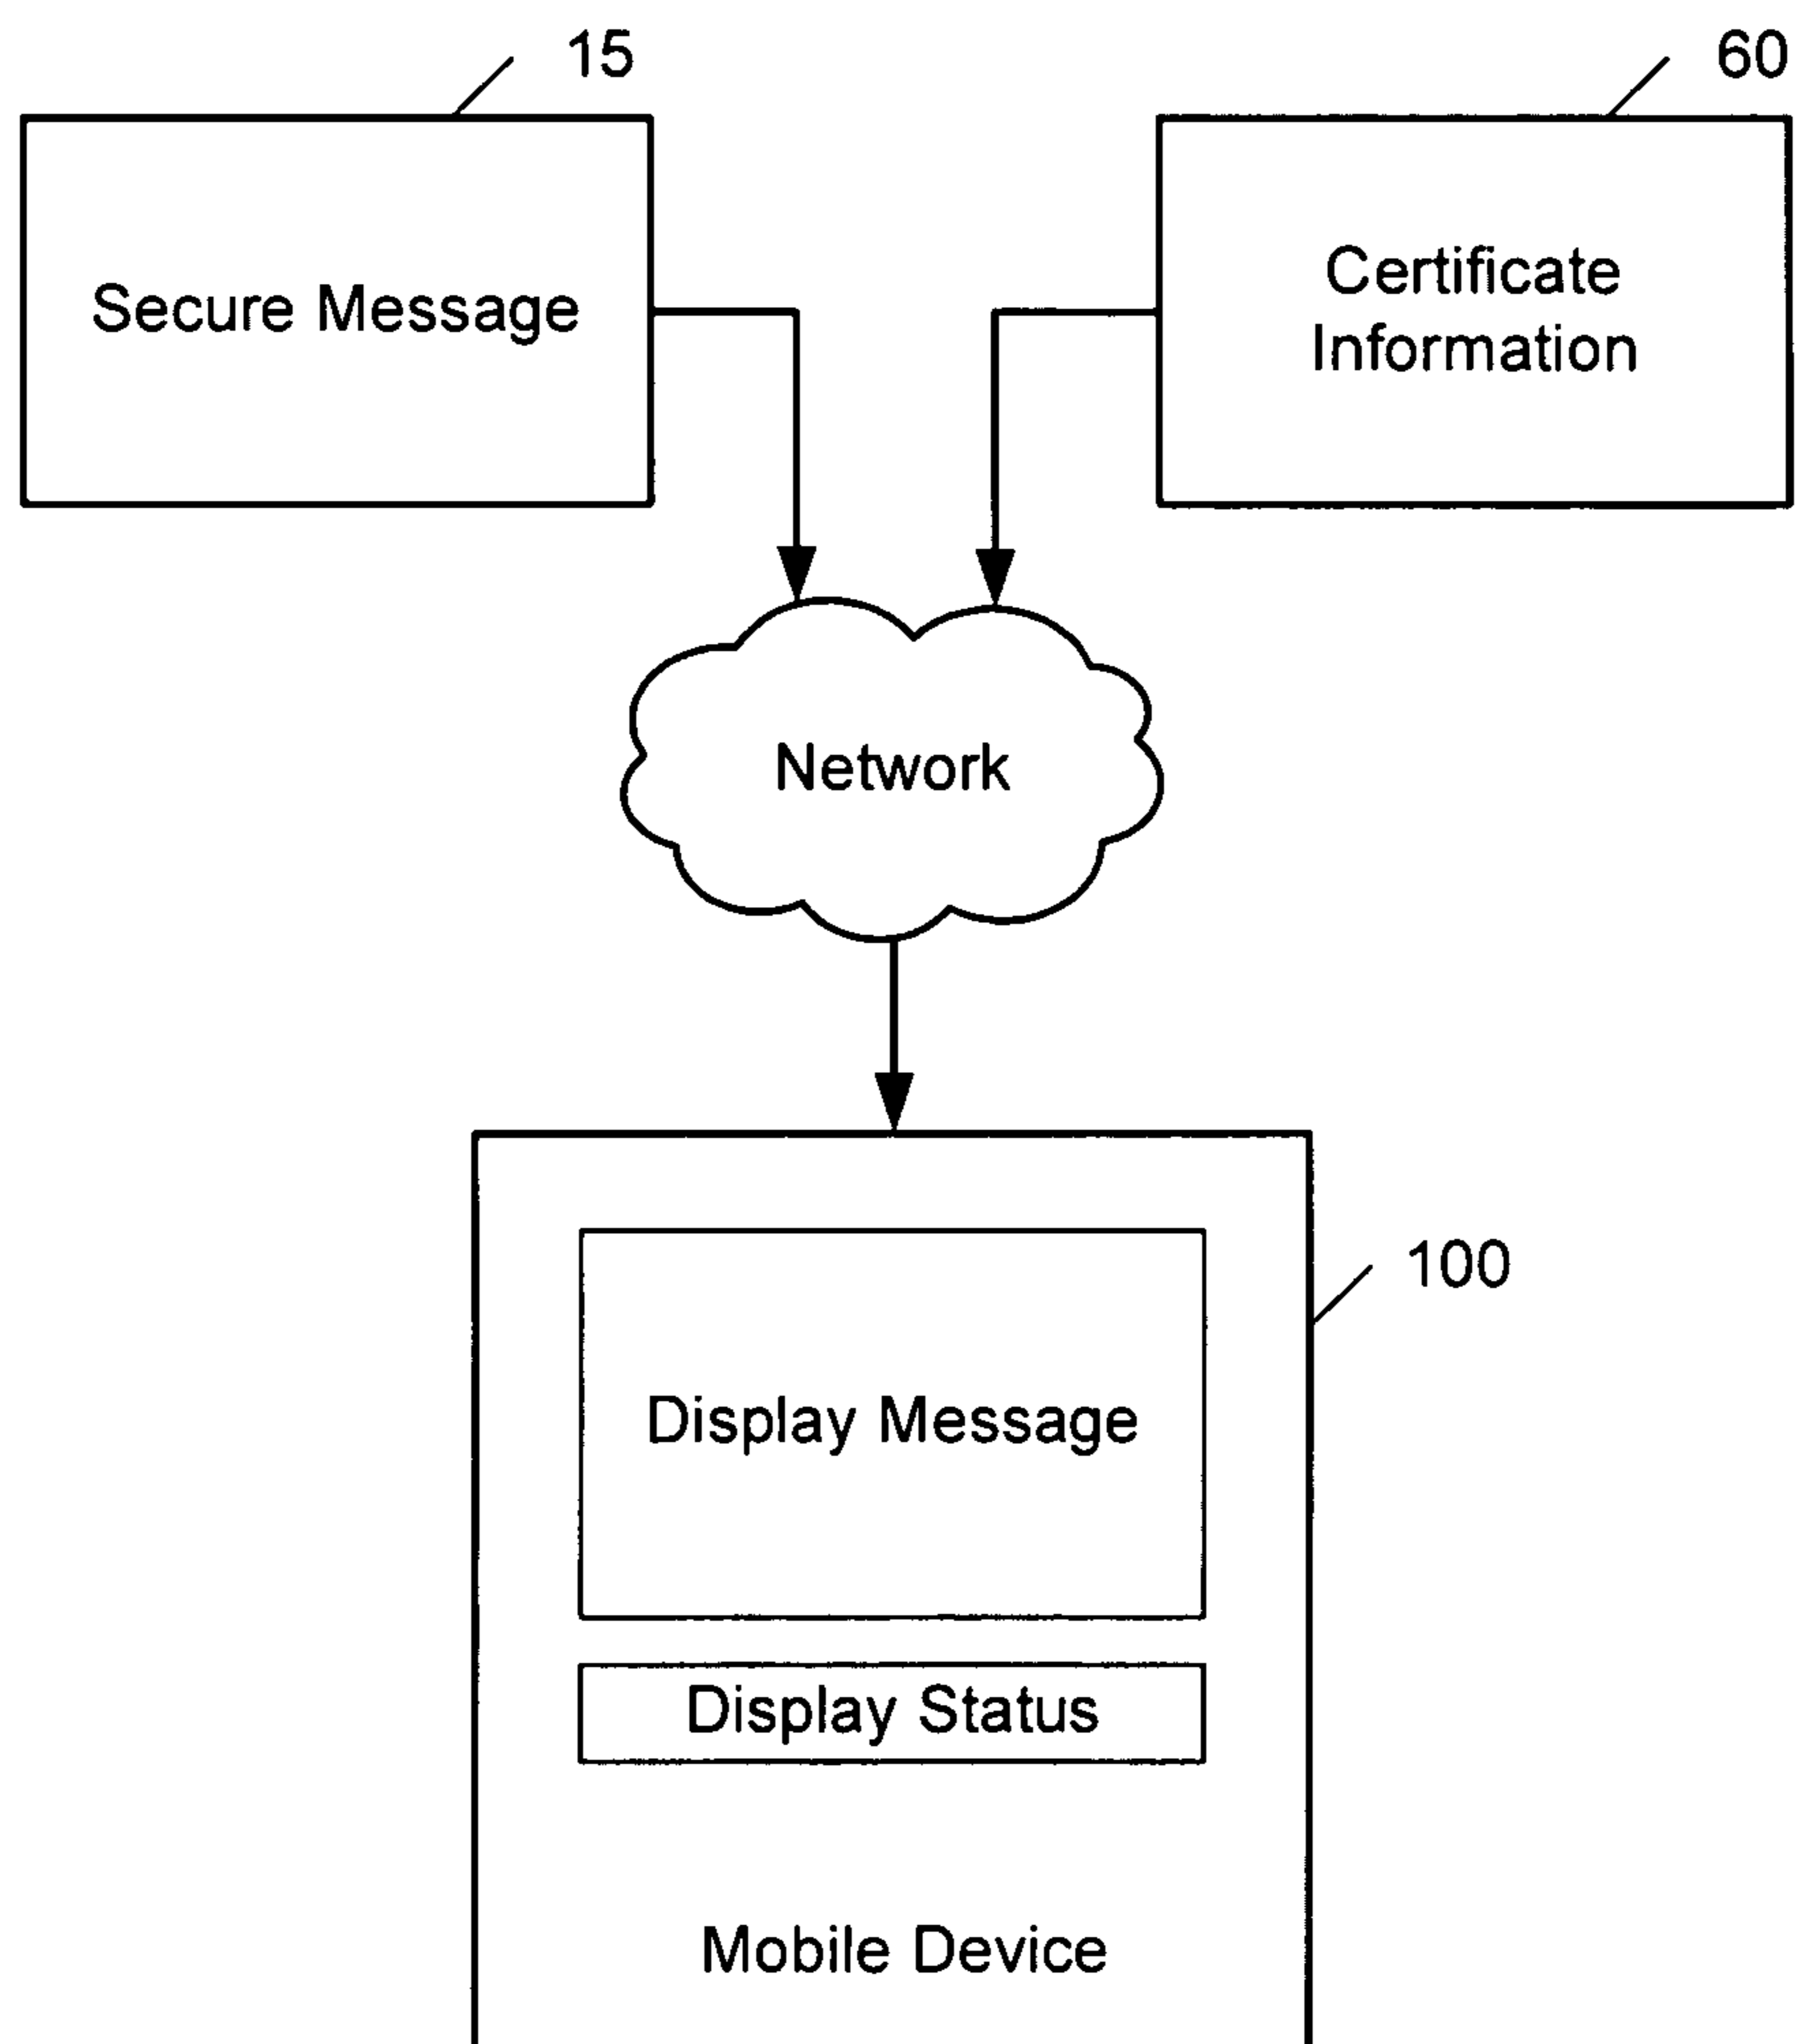 15
60
Secure Message
Certificate
Information
Network
100
Display Message
Display Status
Mobile Device